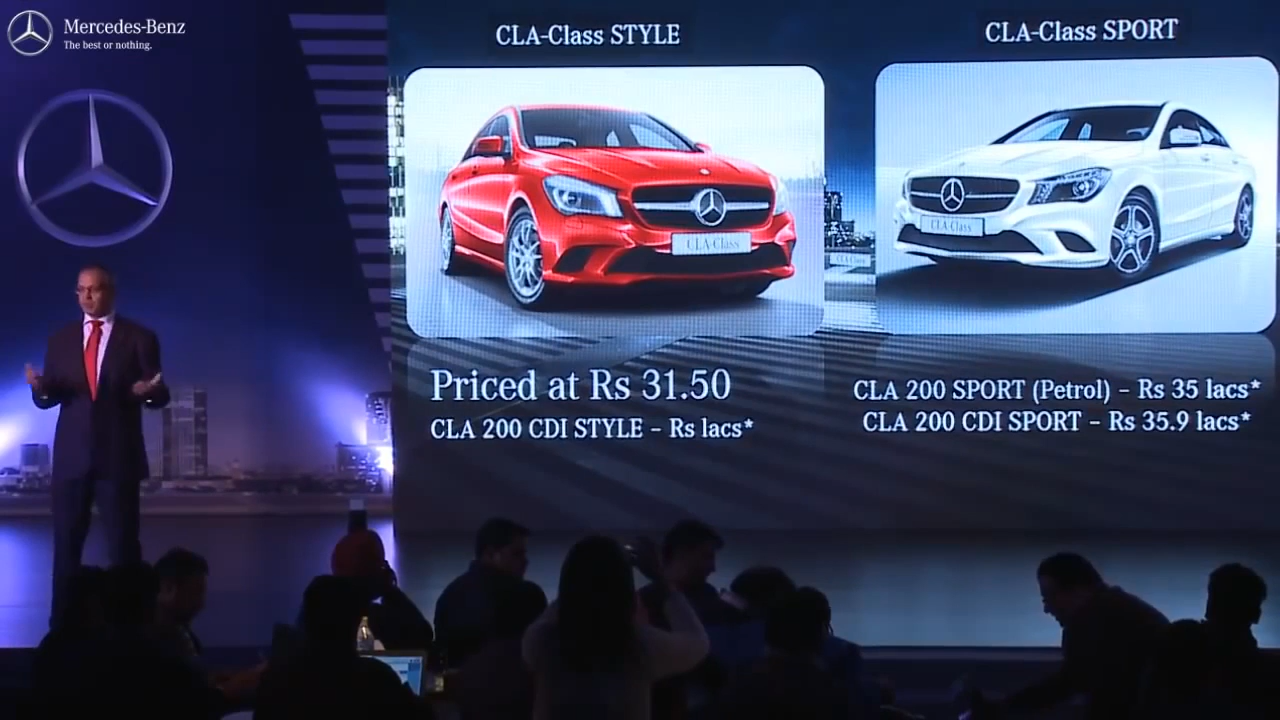 Mercedes-Benz
The best or nothing.
CLA-Class STYLE
CLA-Class SPORT
CLA-Class
CLA-Class
CLA-Class
Priced at Rs 31.50
CLA 200 CDI STYLE – Rs lacs*
CLA 200 SPORT (Petrol) – Rs 35 lacs*
CLA 200 CDI SPORT – Rs 35.9 lacs*